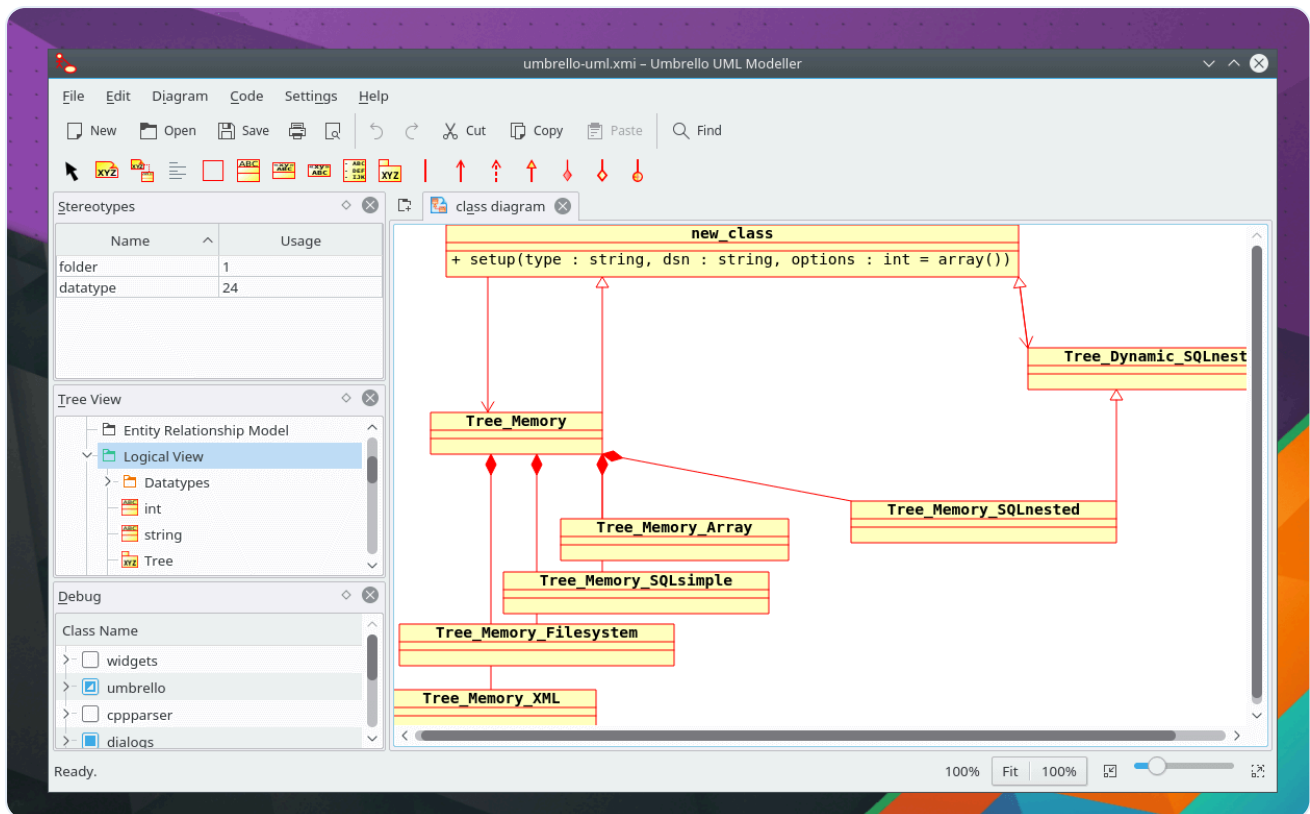 umbrello-uml.xmi – Umbrello UML Modeller
File Edit Diagram Code Settings Help
New Open Save Cut Copy Paste Find
Stereotypes
Name Usage
folder 1
datatype 24
Tree View
Entity Relationship Model
Logical View
Datatypes
int
string
Tree
Debug
Class Name
widgets
umbrello
cppparser
dialogs
class diagram
new_class
+ setup(type : string, dsn : string, options : int = array())
Tree_Dynamic_SQLnest
Tree_Memory
Tree_Memory_SQLnested
Tree_Memory_Array
Tree_Memory_SQLsimple
Tree_Memory_Filesystem
Tree_Memory_XML
Ready.
100% Fit 100%